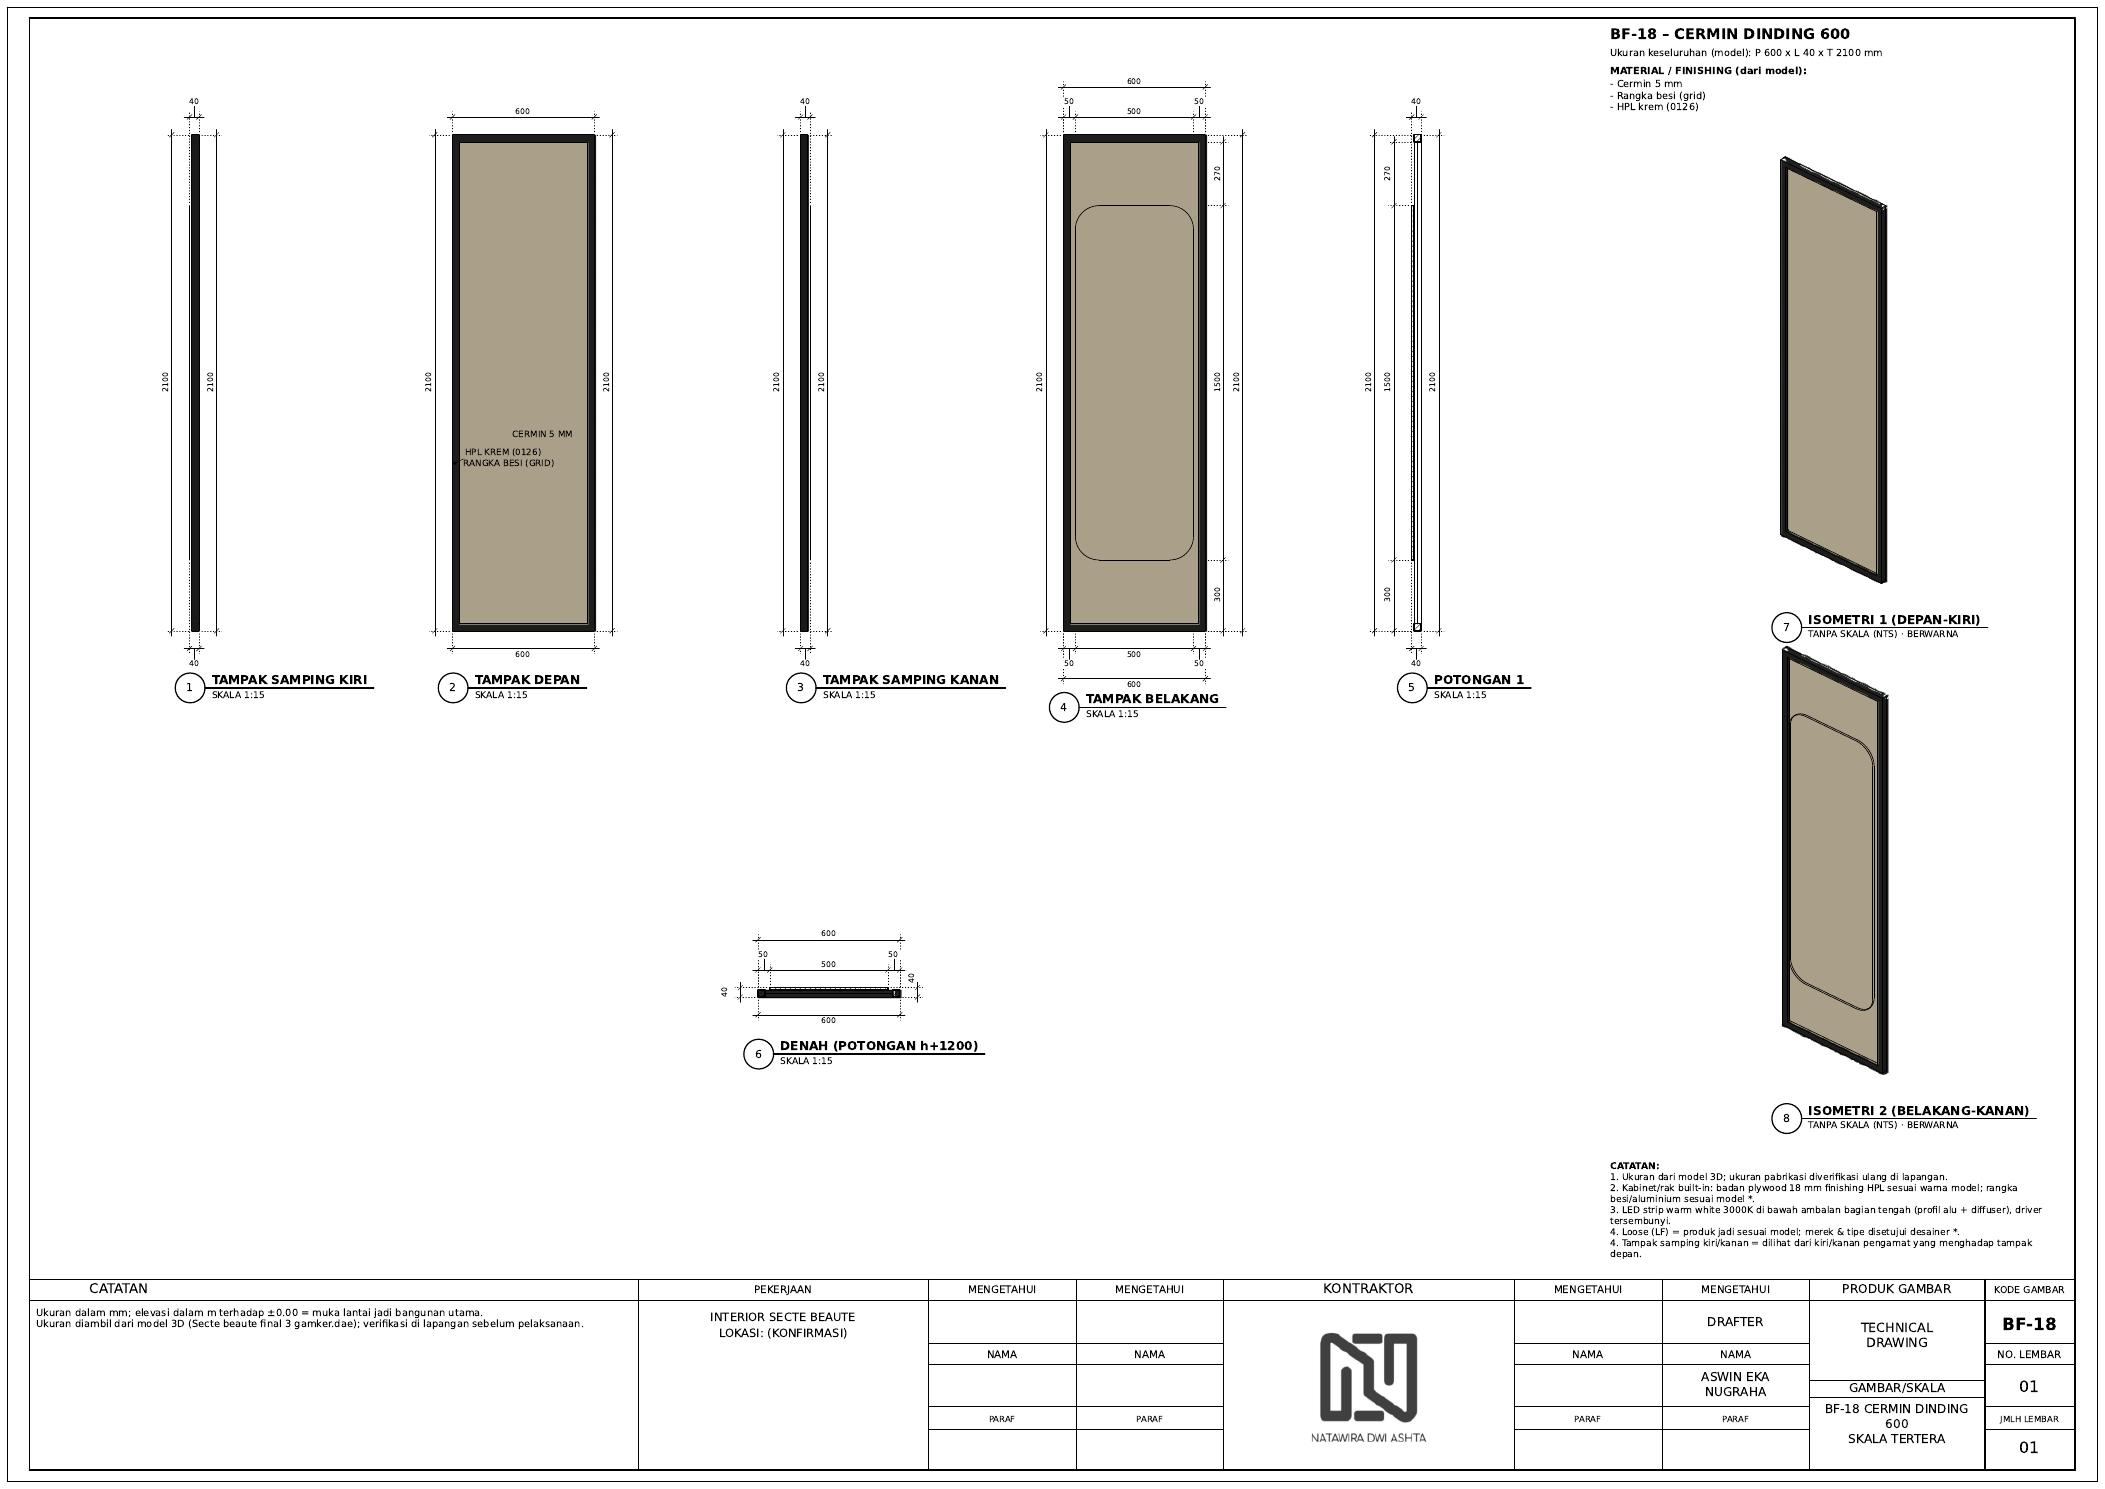 BF-18 – CERMIN DINDING 600
Ukuran keseluruhan (model): P 600 x L 40 x T 2100 mm
MATERIAL / FINISHING (dari model):
- Cermin 5 mm
- Rangka besi (grid)
- HPL krem (0126)
40
2100
2100
40
1
TAMPAK SAMPING KIRI
SKALA 1:15
600
2100
2100
CERMIN 5 MM
HPL KREM (0126)
RANGKA BESI (GRID)
600
2
TAMPAK DEPAN
SKALA 1:15
40
2100
2100
40
3
TAMPAK SAMPING KANAN
SKALA 1:15
600
50
500
50
270
2100
1500
2100
300
50
500
50
600
4
TAMPAK BELAKANG
SKALA 1:15
40
270
2100
1500
2100
300
40
5
POTONGAN 1
SKALA 1:15
600
50
500
50
40
40
600
6
DENAH (POTONGAN h+1200)
SKALA 1:15
7
ISOMETRI 1 (DEPAN-KIRI)
TANPA SKALA (NTS) · BERWARNA
8
ISOMETRI 2 (BELAKANG-KANAN)
TANPA SKALA (NTS) · BERWARNA
CATATAN:
1. Ukuran dari model 3D; ukuran pabrikasi diverifikasi ulang di lapangan.
2. Kabinet/rak built-in: badan plywood 18 mm finishing HPL sesuai warna model; rangka
besi/aluminium sesuai model *.
3. LED strip warm white 3000K di bawah ambalan bagian tengah (profil alu + diffuser), driver
tersembunyi.
4. Loose (LF) = produk jadi sesuai model; merek & tipe disetujui desainer *.
4. Tampak samping kiri/kanan = dilihat dari kiri/kanan pengamat yang menghadap tampak
depan.
CATATAN
Ukuran dalam mm; elevasi dalam m terhadap ±0.00 = muka lantai jadi bangunan utama.
Ukuran diambil dari model 3D (Secte beaute final 3 gamker.dae); verifikasi di lapangan sebelum pelaksanaan.
PEKERJAAN
INTERIOR SECTE BEAUTE
LOKASI: (KONFIRMASI)
MENGETAHUI
NAMA
PARAF
MENGETAHUI
NAMA
PARAF
KONTRAKTOR
NATAWIRA DWI ASHTA
MENGETAHUI
NAMA
PARAF
MENGETAHUI
DRAFTER
NAMA
ASWIN EKA
NUGRAHA
PARAF
PRODUK GAMBAR
TECHNICAL
DRAWING
GAMBAR/SKALA
BF-18 CERMIN DINDING
600
SKALA TERTERA
KODE GAMBAR
BF-18
NO. LEMBAR
01
JMLH LEMBAR
01